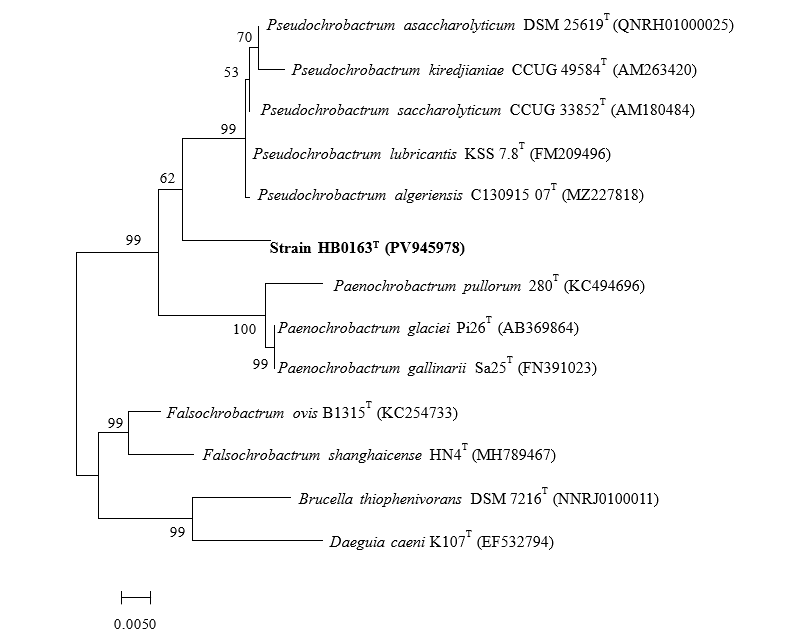 Pseudochrobactrum asaccharolyticum DSM 25619T (QNRH01000025)
70
Pseudochrobactrum kiredjianiae CCUG 49584T (AM263420)
53
Pseudochrobactrum saccharolyticum CCUG 33852T (AM180484)
99
Pseudochrobactrum lubricantis KSS 7.8T (FM209496)
62
Pseudochrobactrum algeriensis C130915 07T (MZ227818)
99
Strain HB0163T (PV945978)
Paenochrobactrum pullorum 280T (KC494696)
100
Paenochrobactrum glaciei Pi26T (AB369864)
99
Paenochrobactrum gallinarii Sa25T (FN391023)
Falsochrobactrum ovis B1315T (KC254733)
99
Falsochrobactrum shanghaicense HN4T (MH789467)
Brucella thiophenivorans DSM 7216T (NNRJ0100011)
99
Daeguia caeni K107T (EF532794)
0.0050